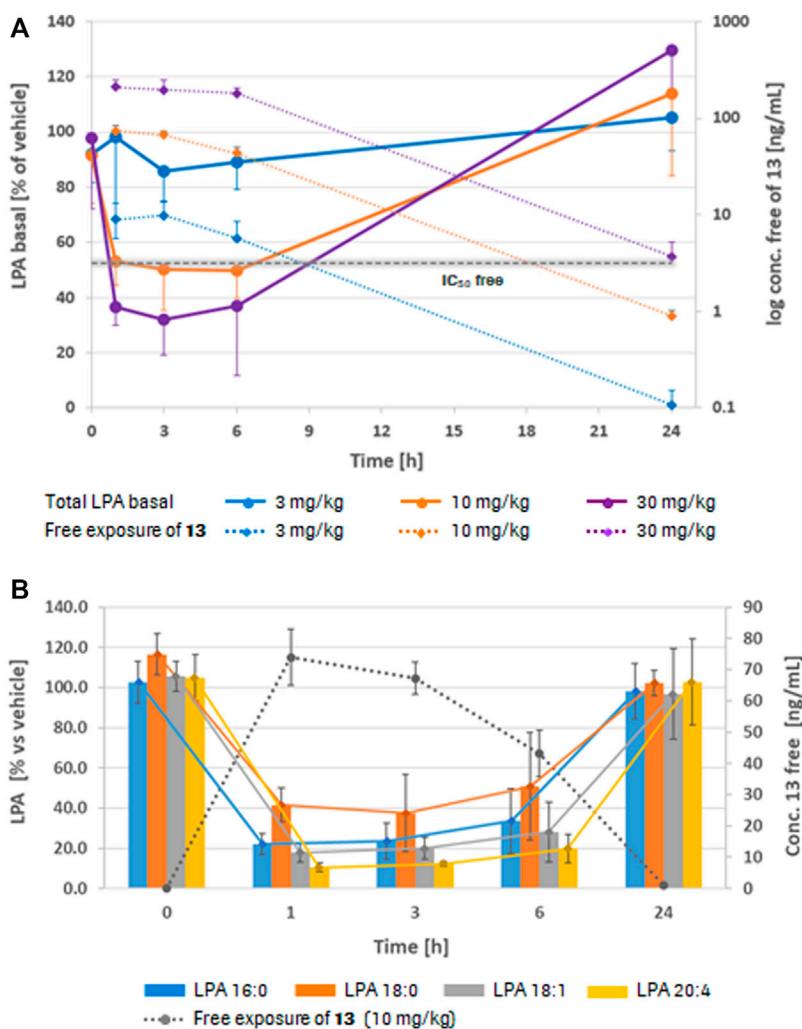 A
LPA basal [% of vehicle]
140
120
100
80
60
40
20
0
IC50 free
1000
100
10
1
0.1
log conc. free of 13 [ng/mL]
0 3 6 9 12 15 18 21 24
Time [h]
Total LPA basal 3 mg/kg 10 mg/kg 30 mg/kg
Free exposure of 13 3 mg/kg 10 mg/kg 30 mg/kg
B
LPA [% vs vehicle]
140.0
120.0
100.0
80.0
60.0
40.0
20.0
0.0
90
80
70
60
50
40
30
20
10
0
Conc. 13 free [ng/mL]
0 1 3 6 24
Time [h]
LPA 16:0 LPA 18:0 LPA 18:1 LPA 20:4
Free exposure of 13 (10 mg/kg)